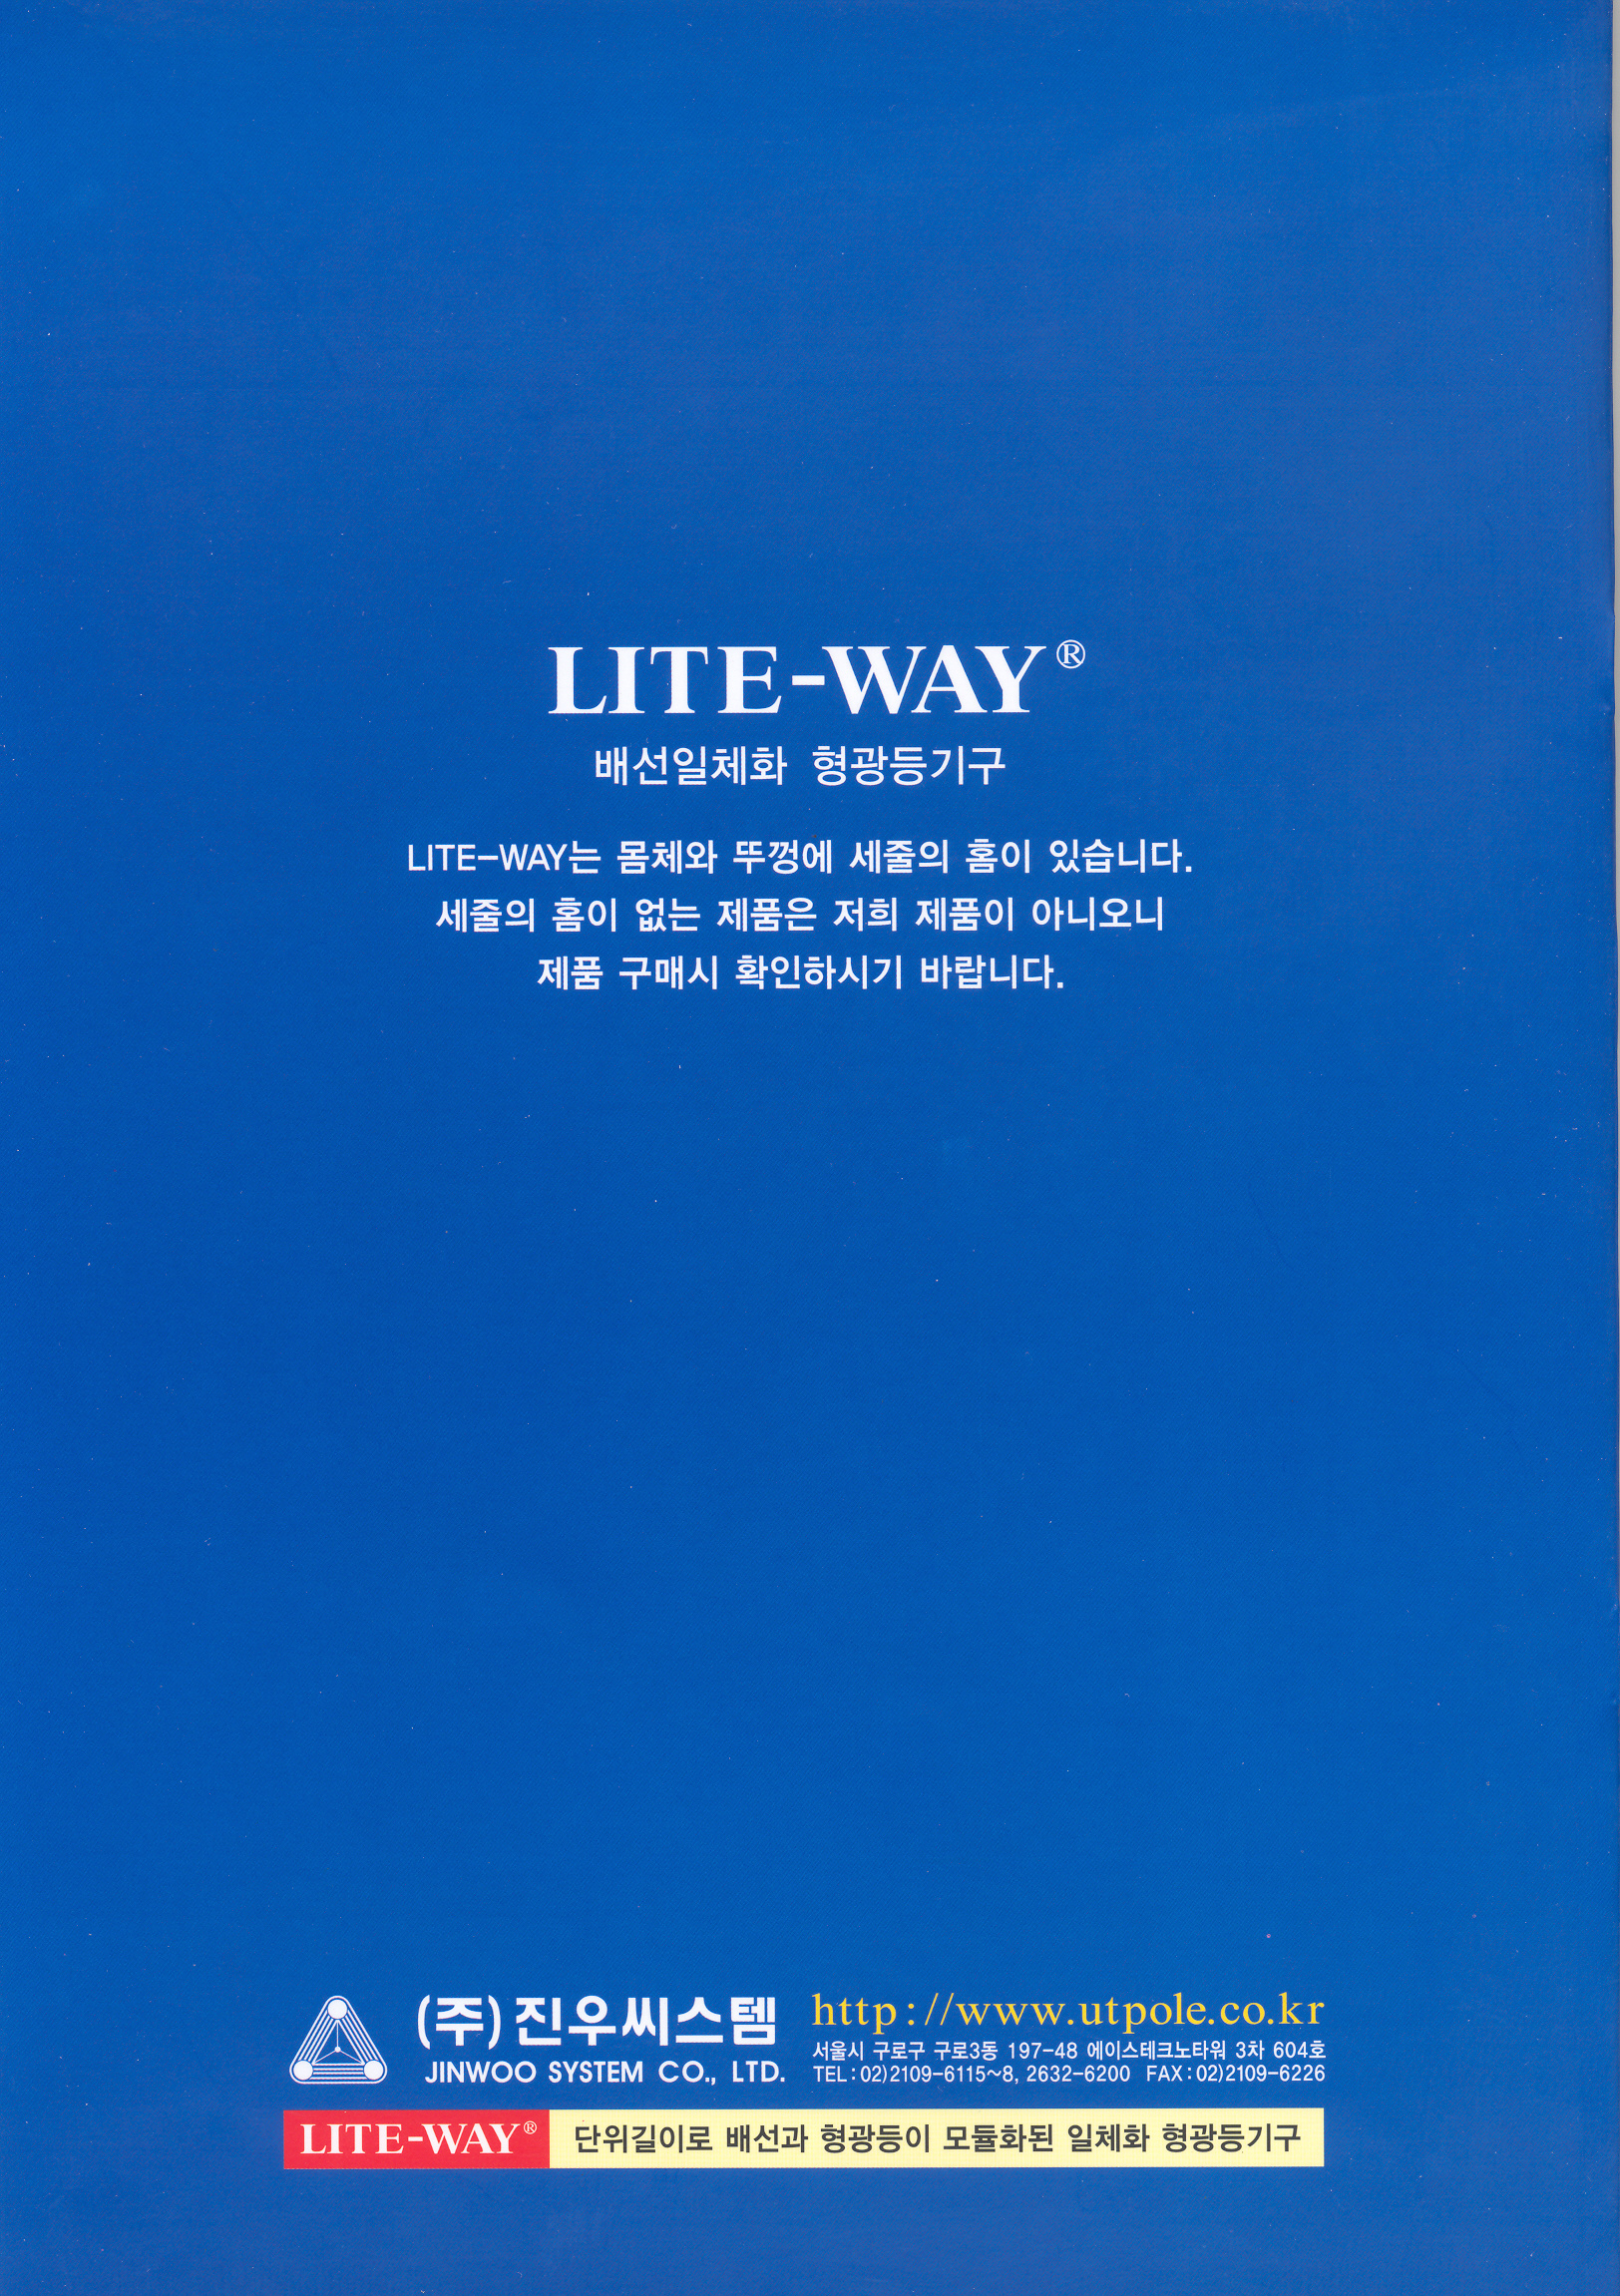 LITE-WAY®
배선일체화 형광등기구
LITE-WAY는 몸체와 뚜껑에 세줄의 홈이 있습니다.
세줄의 홈이 없는 제품은 저희 제품이 아니오니
제품 구매시 확인하시기 바랍니다.
(주)진우씨스템
JINWOO SYSTEM CO., LTD.
http://www.utpole.co.kr
서울시 구로구 구로3동 197-48 에이스테크노타워 3차 604호
TEL:02)2109-6115~8, 2632-6200 FAX:02)2109-6226
LITE-WAY® 단위길이로 배선과 형광등이 모듈화된 일체화 형광등기구